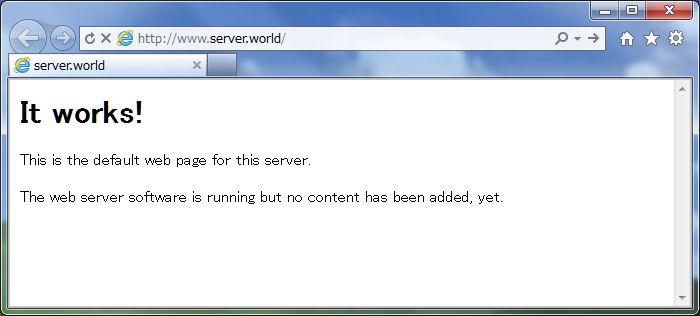 http://www.server.world/
server.world
It works!
This is the default web page for this server.
The web server software is running but no content has been added, yet.